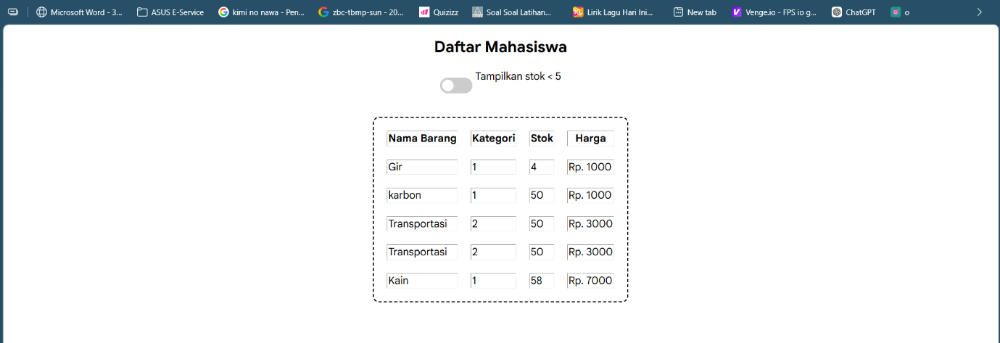 Microsoft Word - 3... ASUS E-Service kimi no nawa - Pen... zbc-tbmp-sun - 20... Quizizz Soal Soal Latihan... Lirik Lagu Hari Ini... New tab Venge.io - FPS io g... ChatGPT o
Daftar Mahasiswa
Tampilkan stok < 5
Nama Barang Kategori Stok Harga
Gir 1 4 Rp. 1000
karbon 1 50 Rp. 1000
Transportasi 2 50 Rp. 3000
Transportasi 2 50 Rp. 3000
Kain 1 58 Rp. 7000